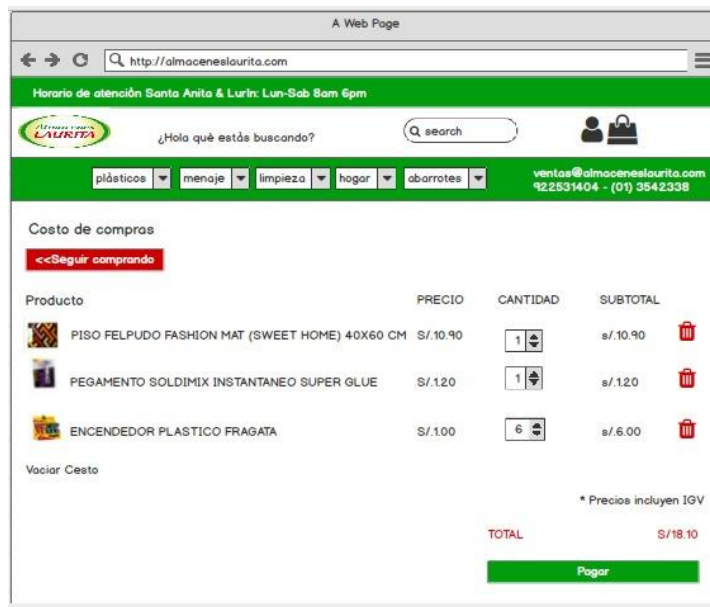 A Web Page
http://almaceneslaurita.com
Horario de atención Santa Anita & Lurín: Lun-Sab 8am 6pm
Almacenes
LAURITA
¿Hola què estás buscando?
search
plàsticos menaje limpieza hogar abarrotes
ventas@almaceneslaurita.com
922531404 - (01) 3542338
Costo de compras
<<Seguir comprando
Producto PRECIO CANTIDAD SUBTOTAL
PISO FELPUDO FASHION MAT (SWEET HOME) 40X60 CM S/.10.90 1 s/.10.90
PEGAMENTO SOLDIMIX INSTANTANEO SUPER GLUE S/.1.20 1 s/.1.20
ENCENDEDOR PLASTICO FRAGATA S/.1.00 6 s/.6.00
Vaciar Cesto
* Precios incluyen IGV
TOTAL S/18.10
Pagar